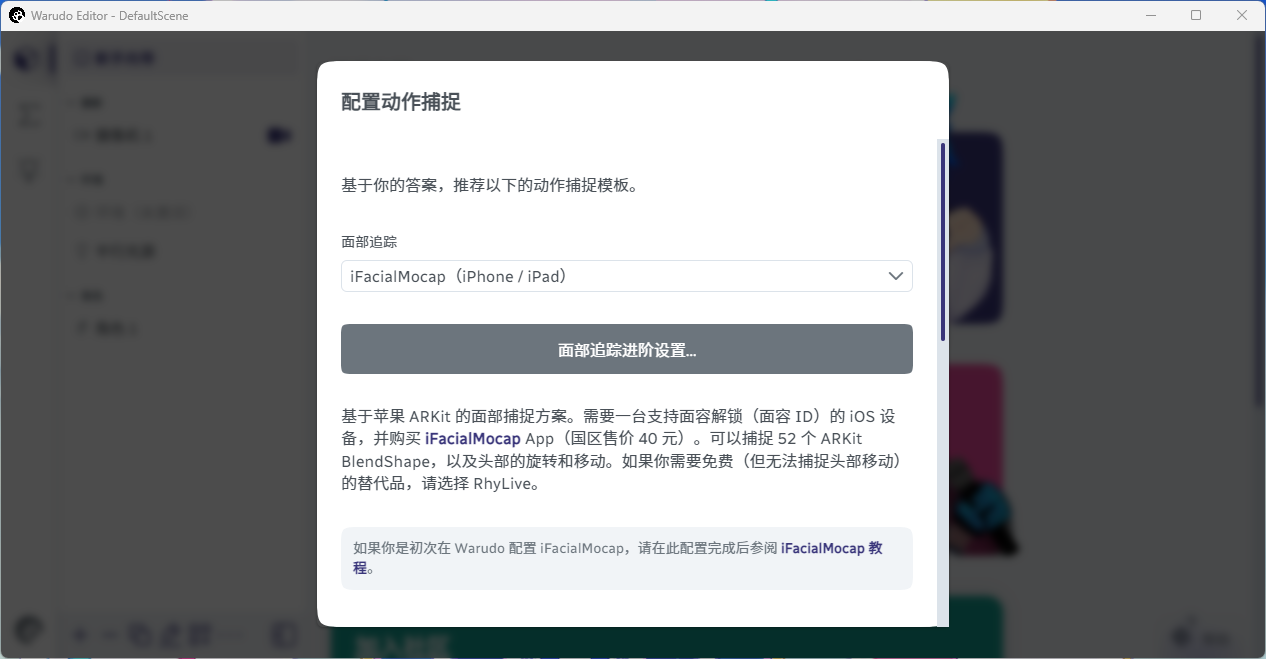 Warudo Editor - DefaultScene
配置动作捕捉
基于你的答案，推荐以下的动作捕捉模板。
面部追踪
iFacialMocap（iPhone / iPad）
面部追踪进阶设置...
基于苹果 ARKit 的面部捕捉方案。需要一台支持面容解锁（面容 ID）的 iOS 设
备，并购买 iFacialMocap App（国区售价 40 元）。可以捕捉 52 个 ARKit
BlendShape，以及头部的旋转和移动。如果你需要免费（但无法捕捉头部移动）
的替代品，请选择 RhyLive。
如果你是初次在 Warudo 配置 iFacialMocap，请在此配置完成后参阅 iFacialMocap 教
程。